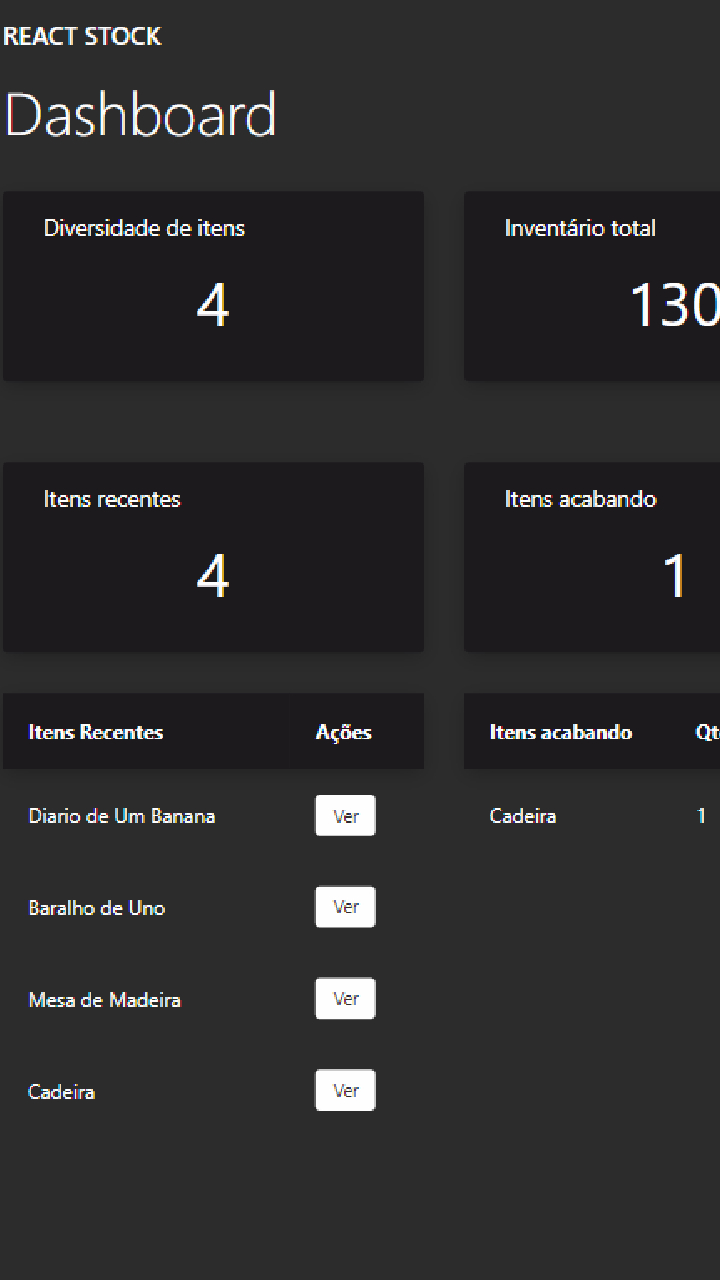 REACT STOCK
Dashboard
Diversidade de itens
4
Inventário total
130
Itens recentes
4
Itens acabando
1
Itens Recentes Ações
Diario de Um Banana Ver
Baralho de Uno Ver
Mesa de Madeira Ver
Cadeira Ver
Itens acabando
Cadeira 1